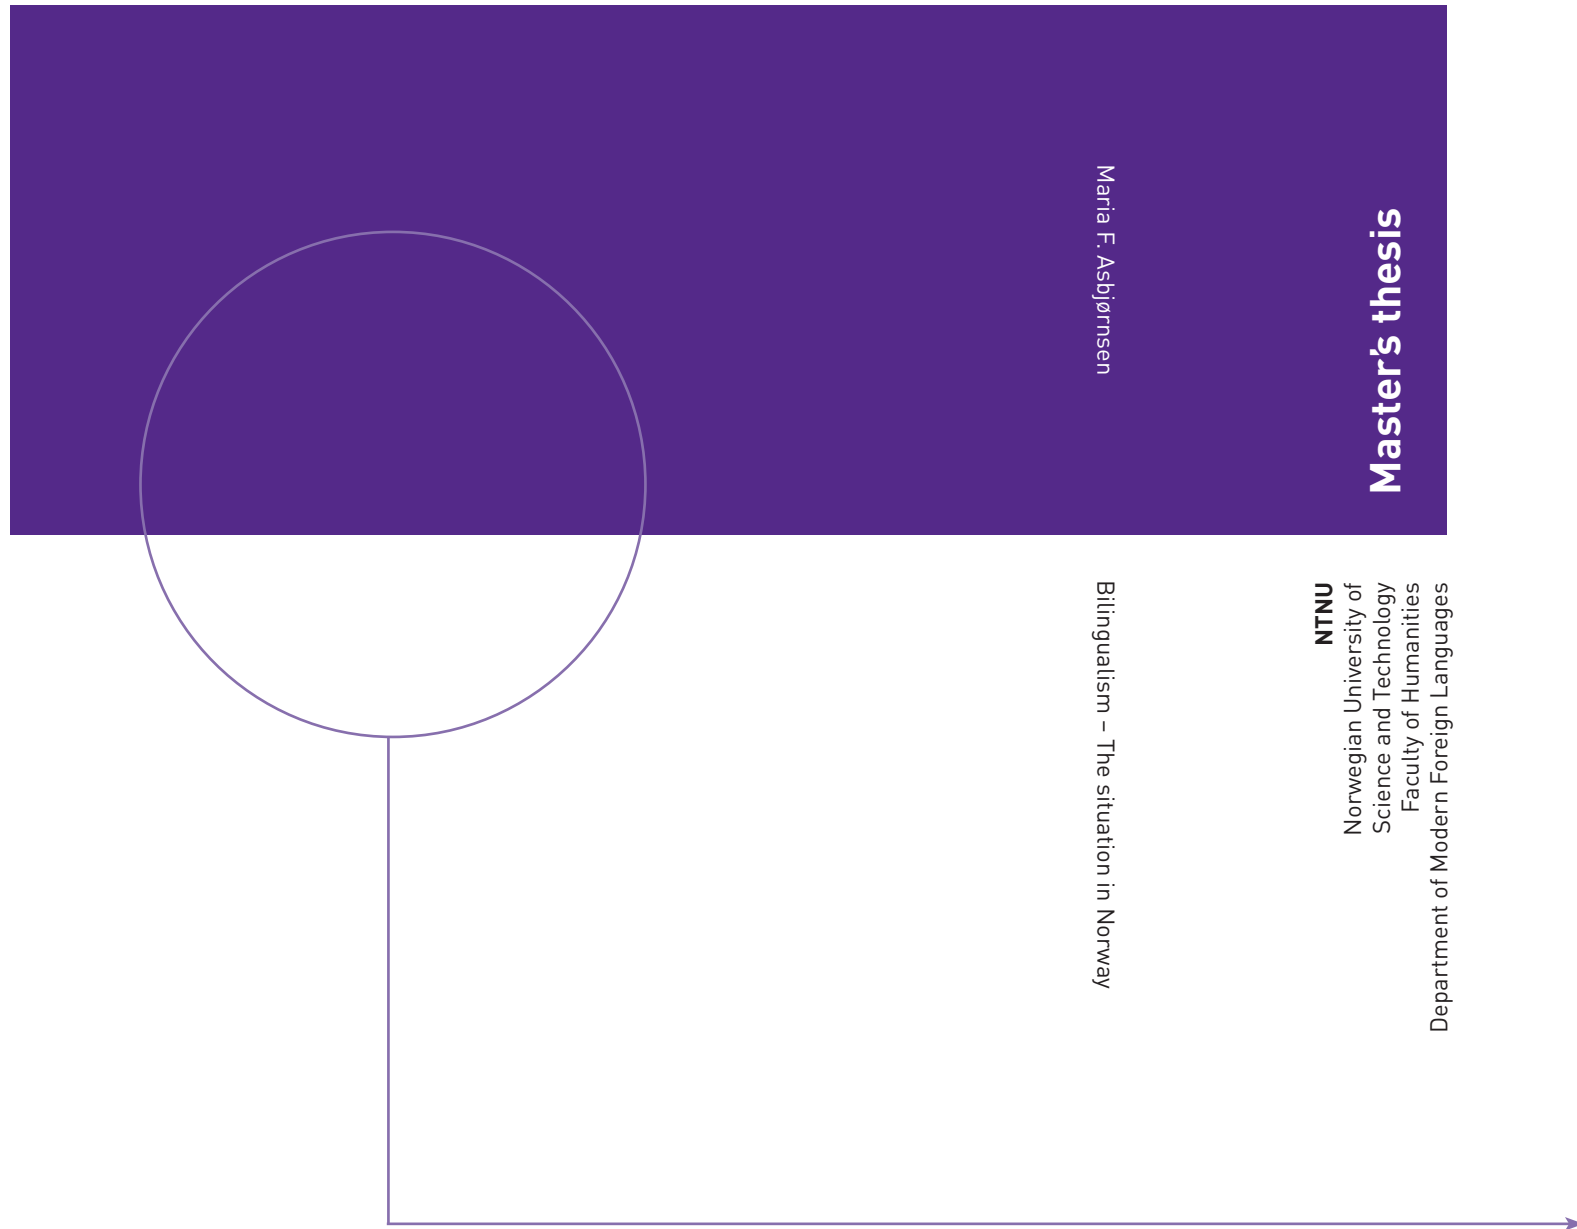 Maria F. Asbjørnsen
Bilingualism – The situation in Norway
Master's thesis
NTNU
Norwegian University of
Science and Technology
Faculty of Humanities
Department of Modern Foreign Languages